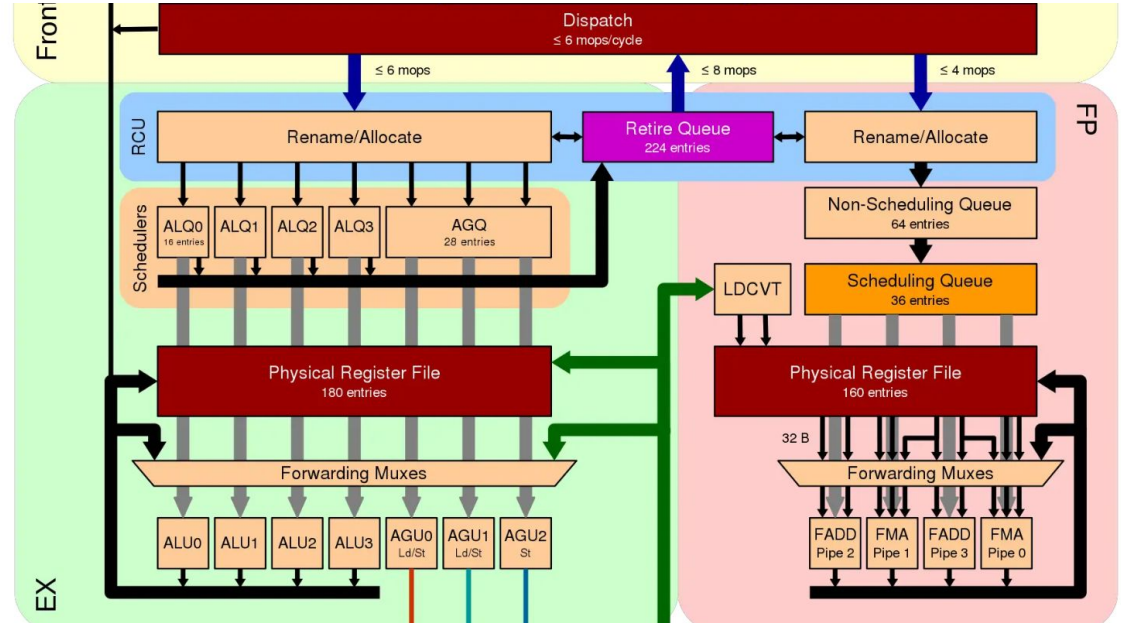 Front
Dispatch
≤ 6 mops/cycle
≤ 6 mops
≤ 8 mops
≤ 4 mops
RCU
Rename/Allocate
Retire Queue
224 entries
Rename/Allocate
FP
Schedulers
ALQ0
16 entries
ALQ1
ALQ2
ALQ3
AGQ
28 entries
Non-Scheduling Queue
64 entries
LDCVT
Scheduling Queue
36 entries
Physical Register File
180 entries
Physical Register File
160 entries
32 B
Forwarding Muxes
Forwarding Muxes
ALU0
ALU1
ALU2
ALU3
AGU0
Ld/St
AGU1
Ld/St
AGU2
St
FADD
Pipe 2
FMA
Pipe 1
FADD
Pipe 3
FMA
Pipe 0
EX